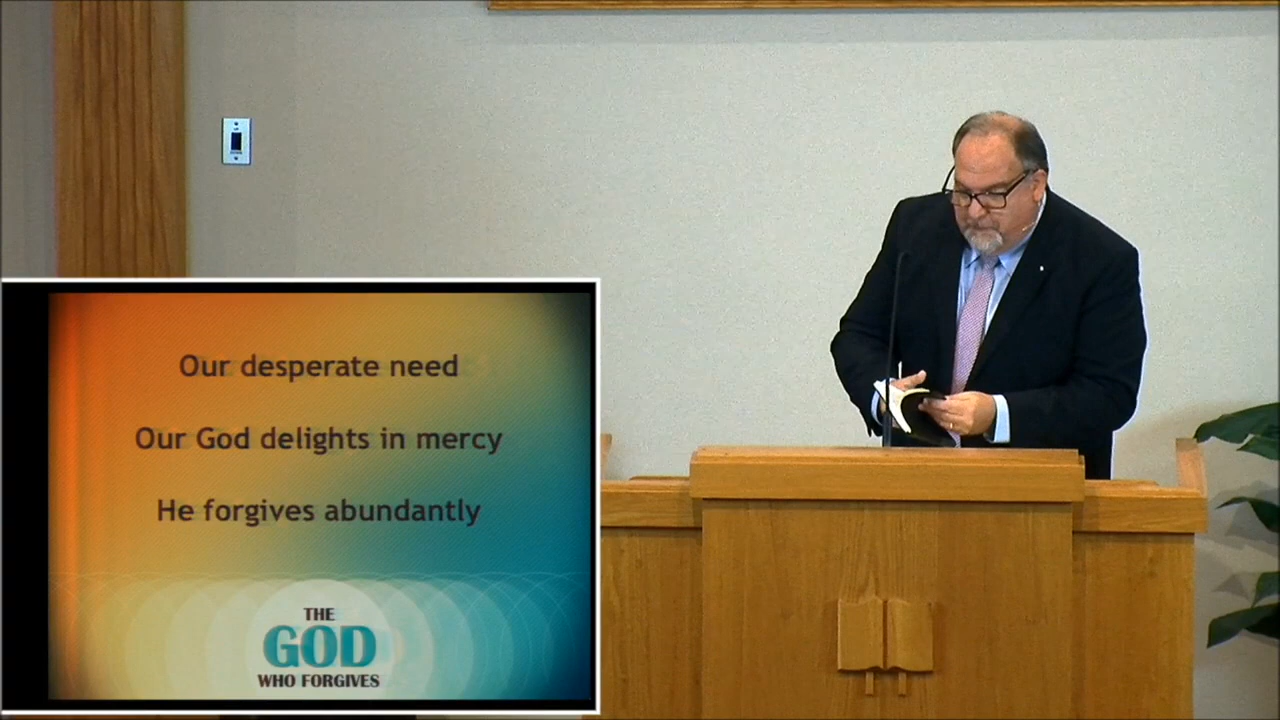 Our desperate need
Our God delights in mercy
He forgives abundantly
THE
GOD
WHO FORGIVES